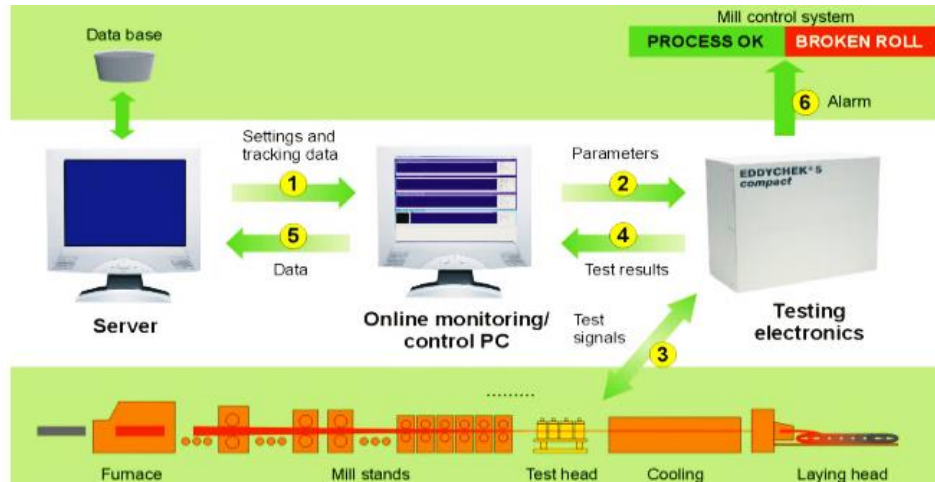 Mill control system
Data base
PROCESS OK
BROKEN ROLL
6
Alarm
Settings and
tracking data
Parameters
EDDYCHEK® 5
compact
1
2
5
4
Data
Test results
Server
Online monitoring/
control PC
Test
signals
Testing
electronics
3
Furnace
Mill stands
Test head
Cooling
Laying head